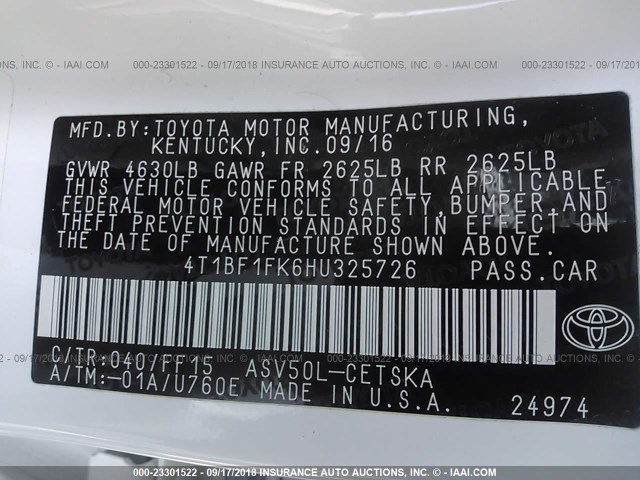 AUCTIONS, INC. - IAAI.COM 000-23301522 - 09/17/2018 INSURANCE AUTO AUCTIONS, INC. - IAAI.COM 000-23301522 - 09/17/2018
MFD.BY:TOYOTA MOTOR MANUFACTURING,
KENTUCKY,INC.09/16
GVWR 4630LB GAWR FR 2625LB RR 2625LB
THIS VEHICLE CONFORMS TO ALL APPLICABLE
FEDERAL MOTOR VEHICLE SAFETY,BUMPER,AND
THEFT PREVENTION STANDARDS IN EFFECT ON
THE DATE OF MANUFACTURE SHOWN ABOVE.
4T1BF1FK6HU325726 PASS.CAR
C/TR:040/FF15 ASV50L-CETSKA
A/TM:-01A/U760E MADE IN U.S.A.
24974
TOYOTA
000-23301522 - 09/17/2018 INSURANCE AUTO AUCTIONS, INC. - IAAI.COM